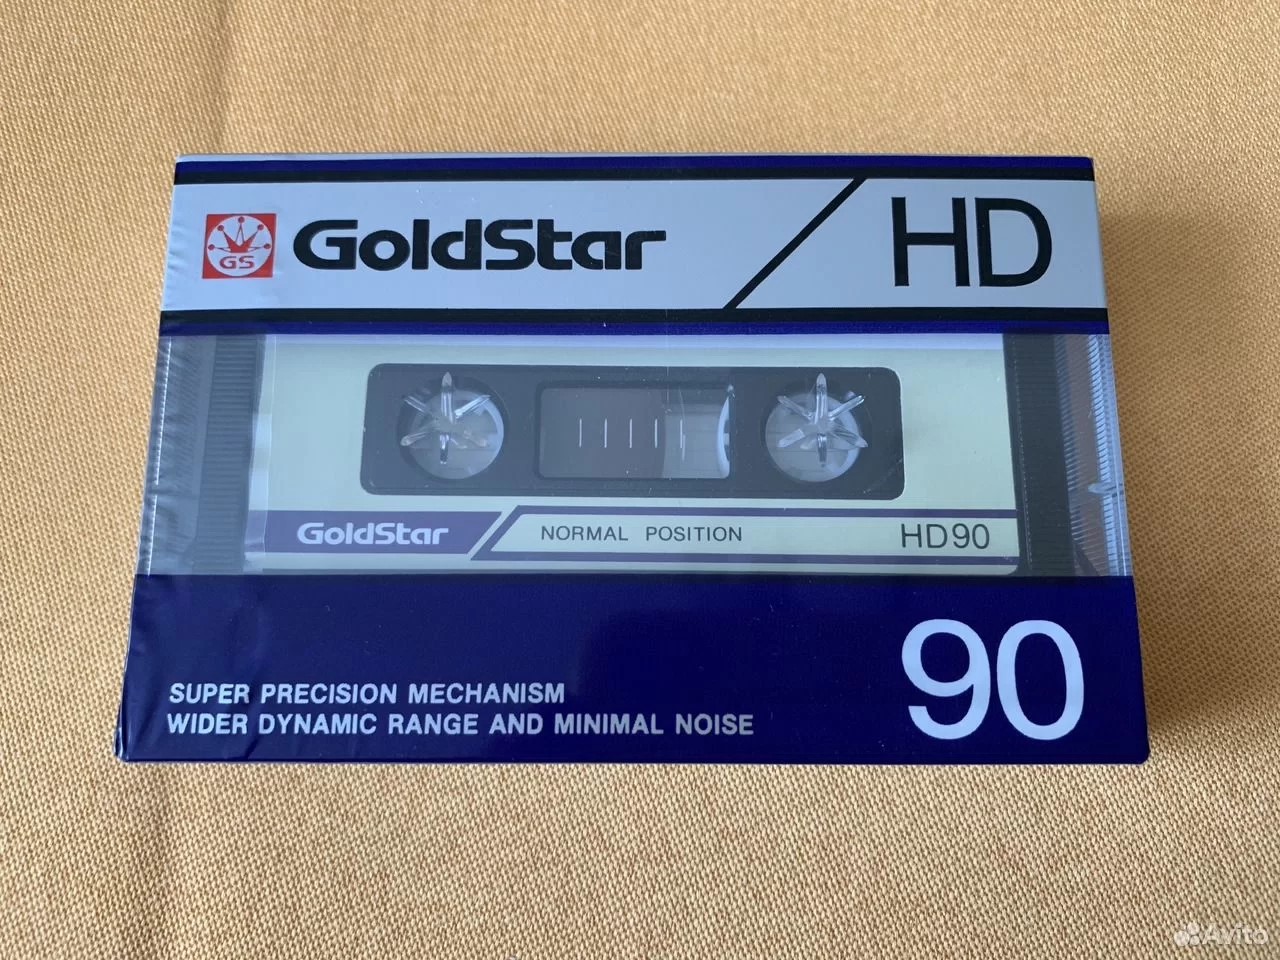 GS GoldStar HD
GoldStar NORMAL POSITION HD90
90
SUPER PRECISION MECHANISM
WIDER DYNAMIC RANGE AND MINIMAL NOISE
Avito